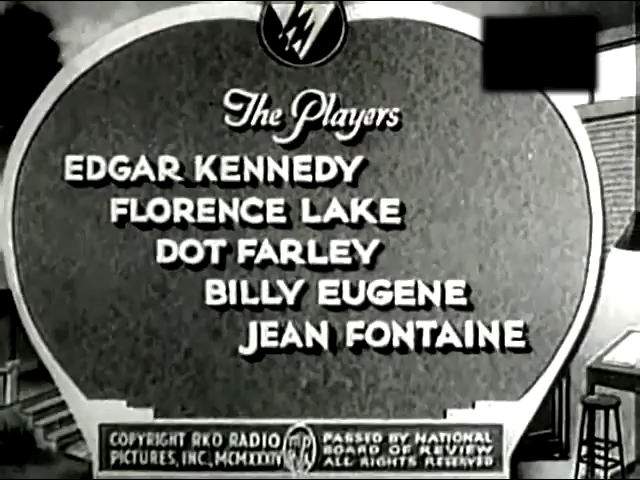 The Players
EDGAR KENNEDY
FLORENCE LAKE
DOT FARLEY
BILLY EUGENE
JEAN FONTAINE
COPYRIGHT RKO RADIO
PICTURES, INC., MCMXXXIV
PASSED BY NATIONAL
BOARD OF REVIEW
ALL RIGHTS RESERVED